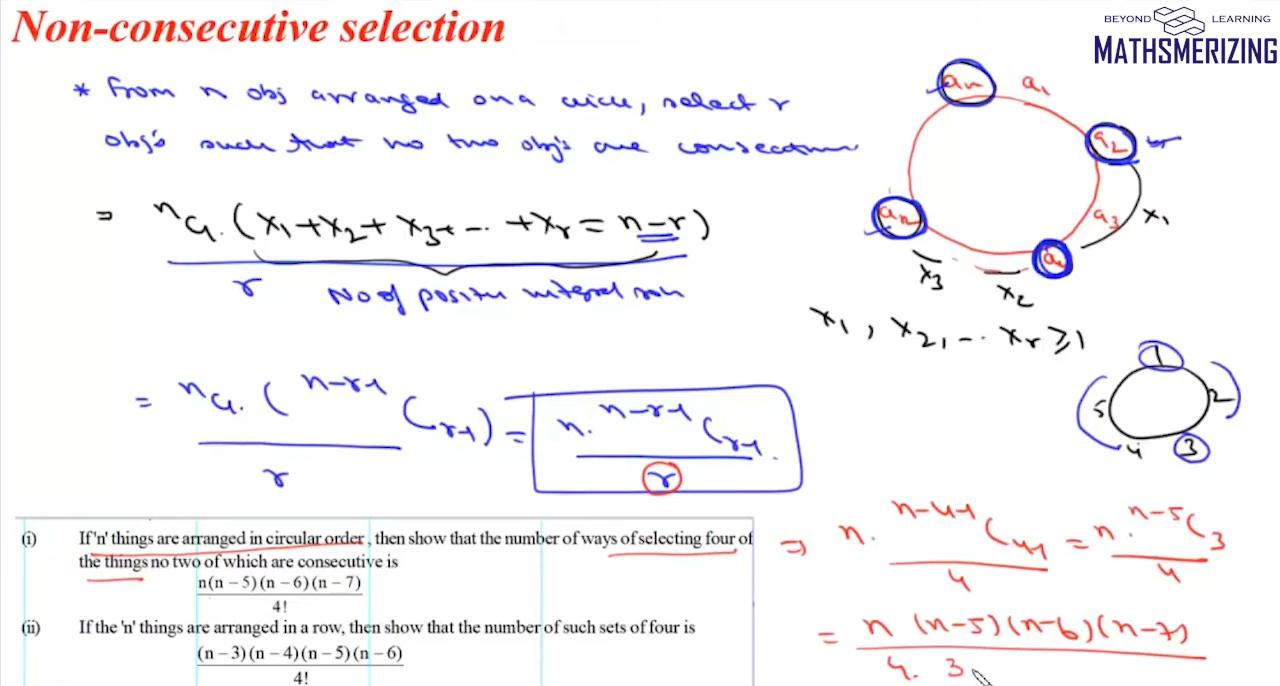 Non-consecutive selection
BEYOND LEARNING
MATHSMERIZING
* From n obj arranged on a circle, select r
obj's such that no two obj's are consecutive
= ⁿC₁. (x₁+x₂+x₃+-.. +xᵣ = n-r)
r
No of positive integral soln
= ⁿC₁. ( ⁿ⁻ʳ⁻¹Cᵣ₋₁) = n. ⁿ⁻ʳ⁻¹Cᵣ₋₁.
r r
aₙ a₁
a₂
a₃
x₁
x₃ x₂
x₁, x₂, -.. xᵣ ≥ 1
1
5 2
4 3
(i) If 'n' things are arranged in circular order, then show that the number of ways of selecting four of
the things no two of which are consecutive is
n(n – 5)(n – 6)(n – 7)
4!
(ii) If the 'n' things are arranged in a row, then show that the number of such sets of four is
(n – 3)(n – 4)(n – 5)(n – 6)
4!
⇒ n. ⁿ⁻⁴⁻¹C₄₋₁ = n. ⁿ⁻⁵C₃
4 4
= n (n-5)(n-6)(n-7)
4. 3